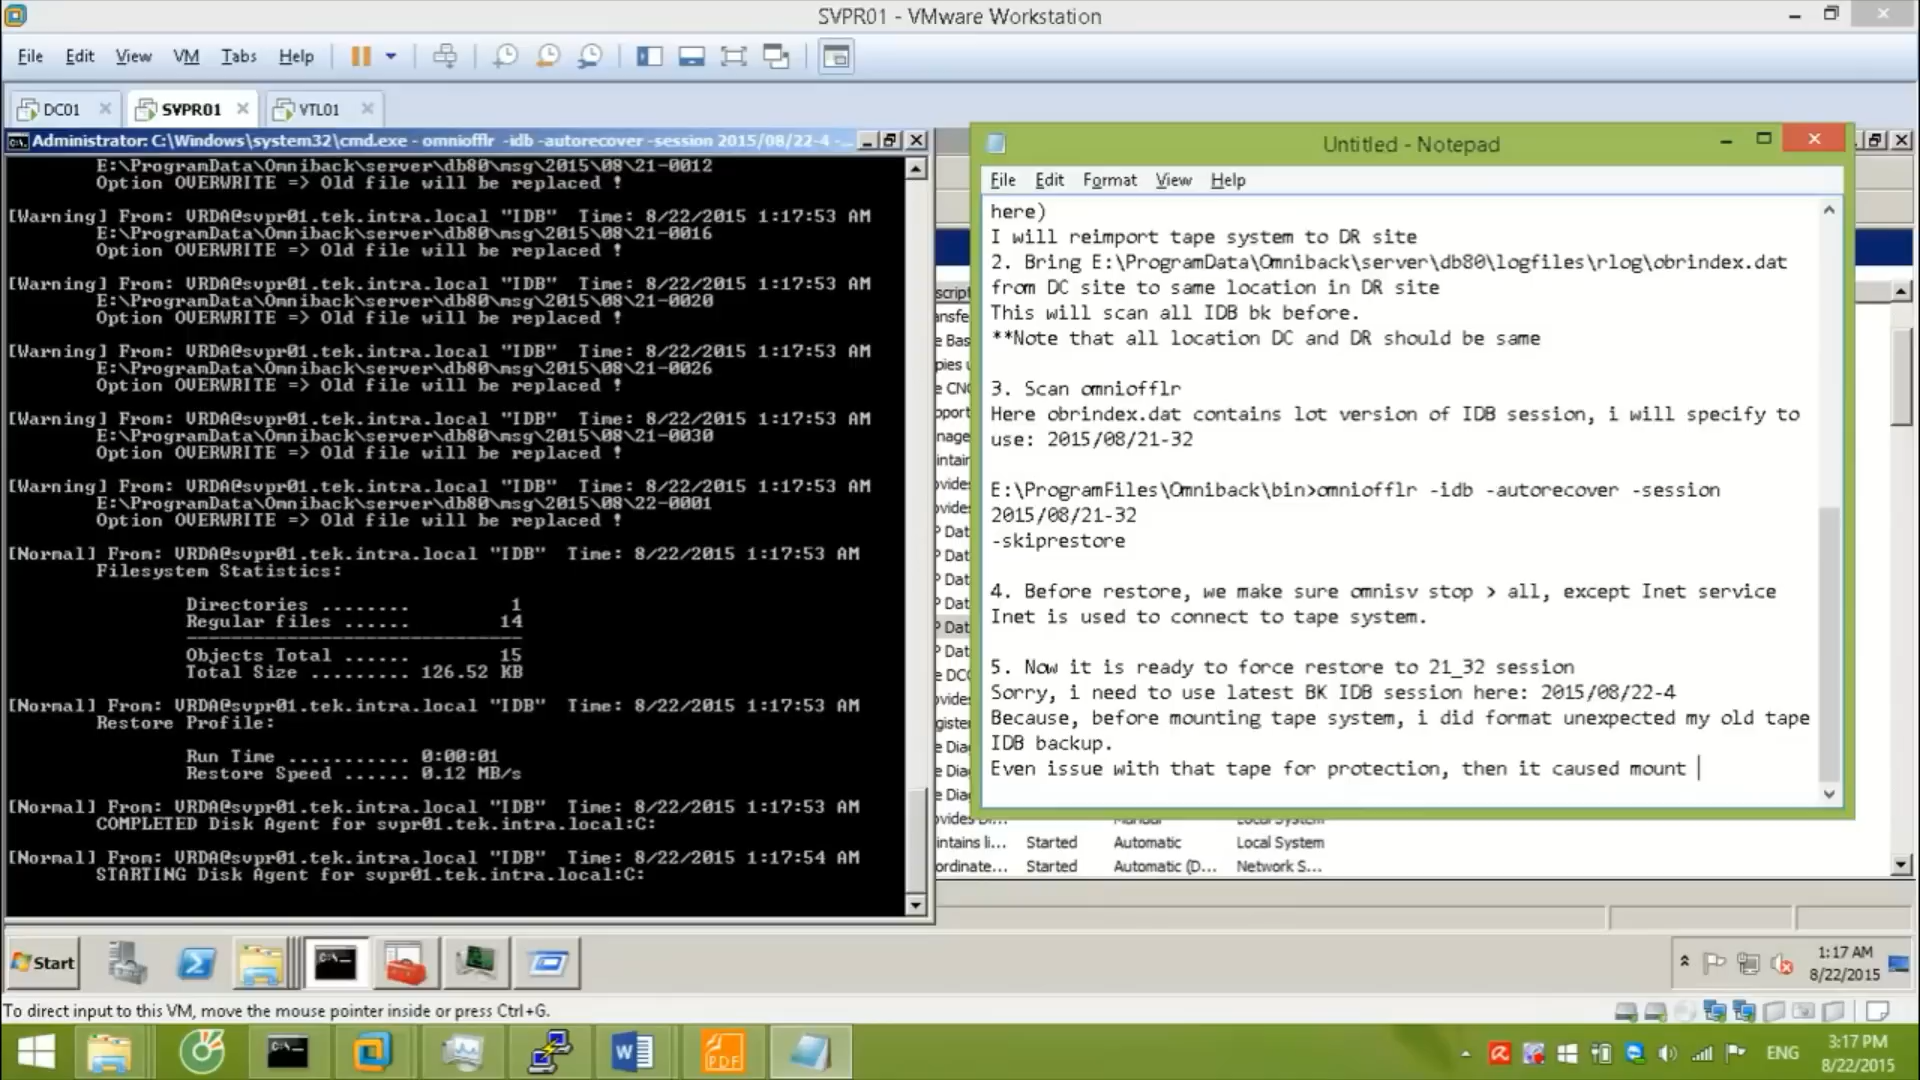 SVPR01 - VMware Workstation
File Edit View VM Tabs Help
DC01 SVPR01 VTL01
Administrator: C:\Windows\system32\cmd.exe - omniofflr -idb -autorecover -session 2015/08/22-4 -...
E:\ProgramData\Omniback\server\db80\msg\2015\08\21-0012
Option OVERWRITE => Old file will be replaced !
[Warning] From: VRDA@svpr01.tek.intra.local "IDB" Time: 8/22/2015 1:17:53 AM
E:\ProgramData\Omniback\server\db80\msg\2015\08\21-0016
Option OVERWRITE => Old file will be replaced !
[Warning] From: VRDA@svpr01.tek.intra.local "IDB" Time: 8/22/2015 1:17:53 AM
E:\ProgramData\Omniback\server\db80\msg\2015\08\21-0020
Option OVERWRITE => Old file will be replaced !
[Warning] From: VRDA@svpr01.tek.intra.local "IDB" Time: 8/22/2015 1:17:53 AM
E:\ProgramData\Omniback\server\db80\msg\2015\08\21-0026
Option OVERWRITE => Old file will be replaced !
[Warning] From: VRDA@svpr01.tek.intra.local "IDB" Time: 8/22/2015 1:17:53 AM
E:\ProgramData\Omniback\server\db80\msg\2015\08\21-0030
Option OVERWRITE => Old file will be replaced !
[Warning] From: VRDA@svpr01.tek.intra.local "IDB" Time: 8/22/2015 1:17:53 AM
E:\ProgramData\Omniback\server\db80\msg\2015\08\22-0001
Option OVERWRITE => Old file will be replaced !
[Normal] From: VRDA@svpr01.tek.intra.local "IDB" Time: 8/22/2015 1:17:53 AM
Filesystem Statistics:
Directories ........ 1
Regular files ...... 14
Objects Total ...... 15
Total Size ......... 126.52 KB
[Normal] From: VRDA@svpr01.tek.intra.local "IDB" Time: 8/22/2015 1:17:53 AM
Restore Profile:
Run Time ........... 0:00:01
Restore Speed ...... 0.12 MB/s
[Normal] From: VRDA@svpr01.tek.intra.local "IDB" Time: 8/22/2015 1:17:53 AM
COMPLETED Disk Agent for svpr01.tek.intra.local:C:
[Normal] From: VRDA@svpr01.tek.intra.local "IDB" Time: 8/22/2015 1:17:54 AM
STARTING Disk Agent for svpr01.tek.intra.local:C:
Untitled - Notepad
File Edit Format View Help
here)
I will reimport tape system to DR site
2. Bring E:\ProgramData\Omniback\server\db80\logfiles\rlog\obrindex.dat
from DC site to same location in DR site
This will scan all IDB bk before.
**Note that all location DC and DR should be same
3. Scan omniofflr
Here obrindex.dat contains lot version of IDB session, i will specify to
use: 2015/08/21-32
E:\ProgramFiles\Omniback\bin>omniofflr -idb -autorecover -session
2015/08/21-32
-skiprestore
4. Before restore, we make sure omnisv stop > all, except Inet service
Inet is used to connect to tape system.
5. Now it is ready to force restore to 21_32 session
Sorry, i need to use latest BK IDB session here: 2015/08/22-4
Because, before mounting tape system, i did format unexpected my old tape
IDB backup.
Even issue with that tape for protection, then it caused mount
intains li... Started Automatic Local System
ordinate... Started Automatic (D... Network S...
Start
1:17 AM
8/22/2015
To direct input to this VM, move the mouse pointer inside or press Ctrl+G.
ENG
3:17 PM
8/22/2015